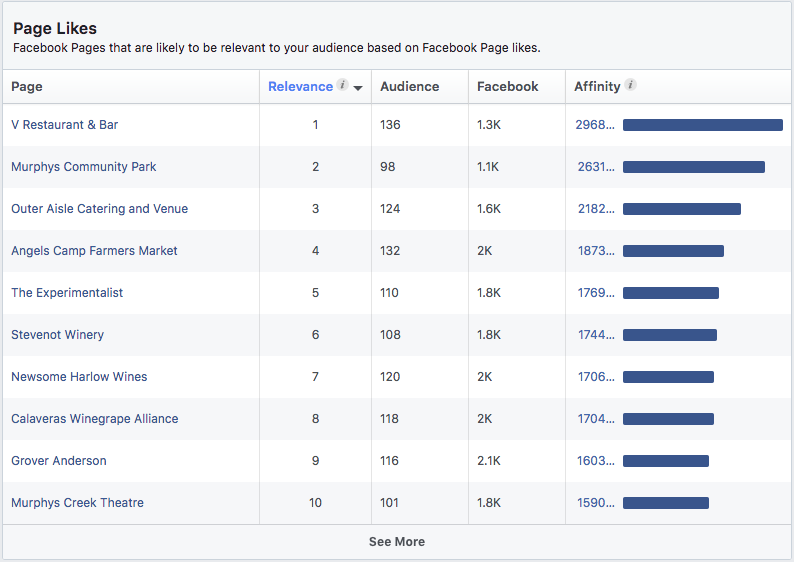 Page Likes
Facebook Pages that are likely to be relevant to your audience based on Facebook Page likes.
Page Relevance i Audience Facebook Affinity i
V Restaurant & Bar 1 136 1.3K 2968...
Murphys Community Park 2 98 1.1K 2631...
Outer Aisle Catering and Venue 3 124 1.6K 2182...
Angels Camp Farmers Market 4 132 2K 1873...
The Experimentalist 5 110 1.8K 1769...
Stevenot Winery 6 108 1.8K 1744...
Newsome Harlow Wines 7 120 2K 1706...
Calaveras Winegrape Alliance 8 118 2K 1704...
Grover Anderson 9 116 2.1K 1603...
Murphys Creek Theatre 10 101 1.8K 1590...
See More